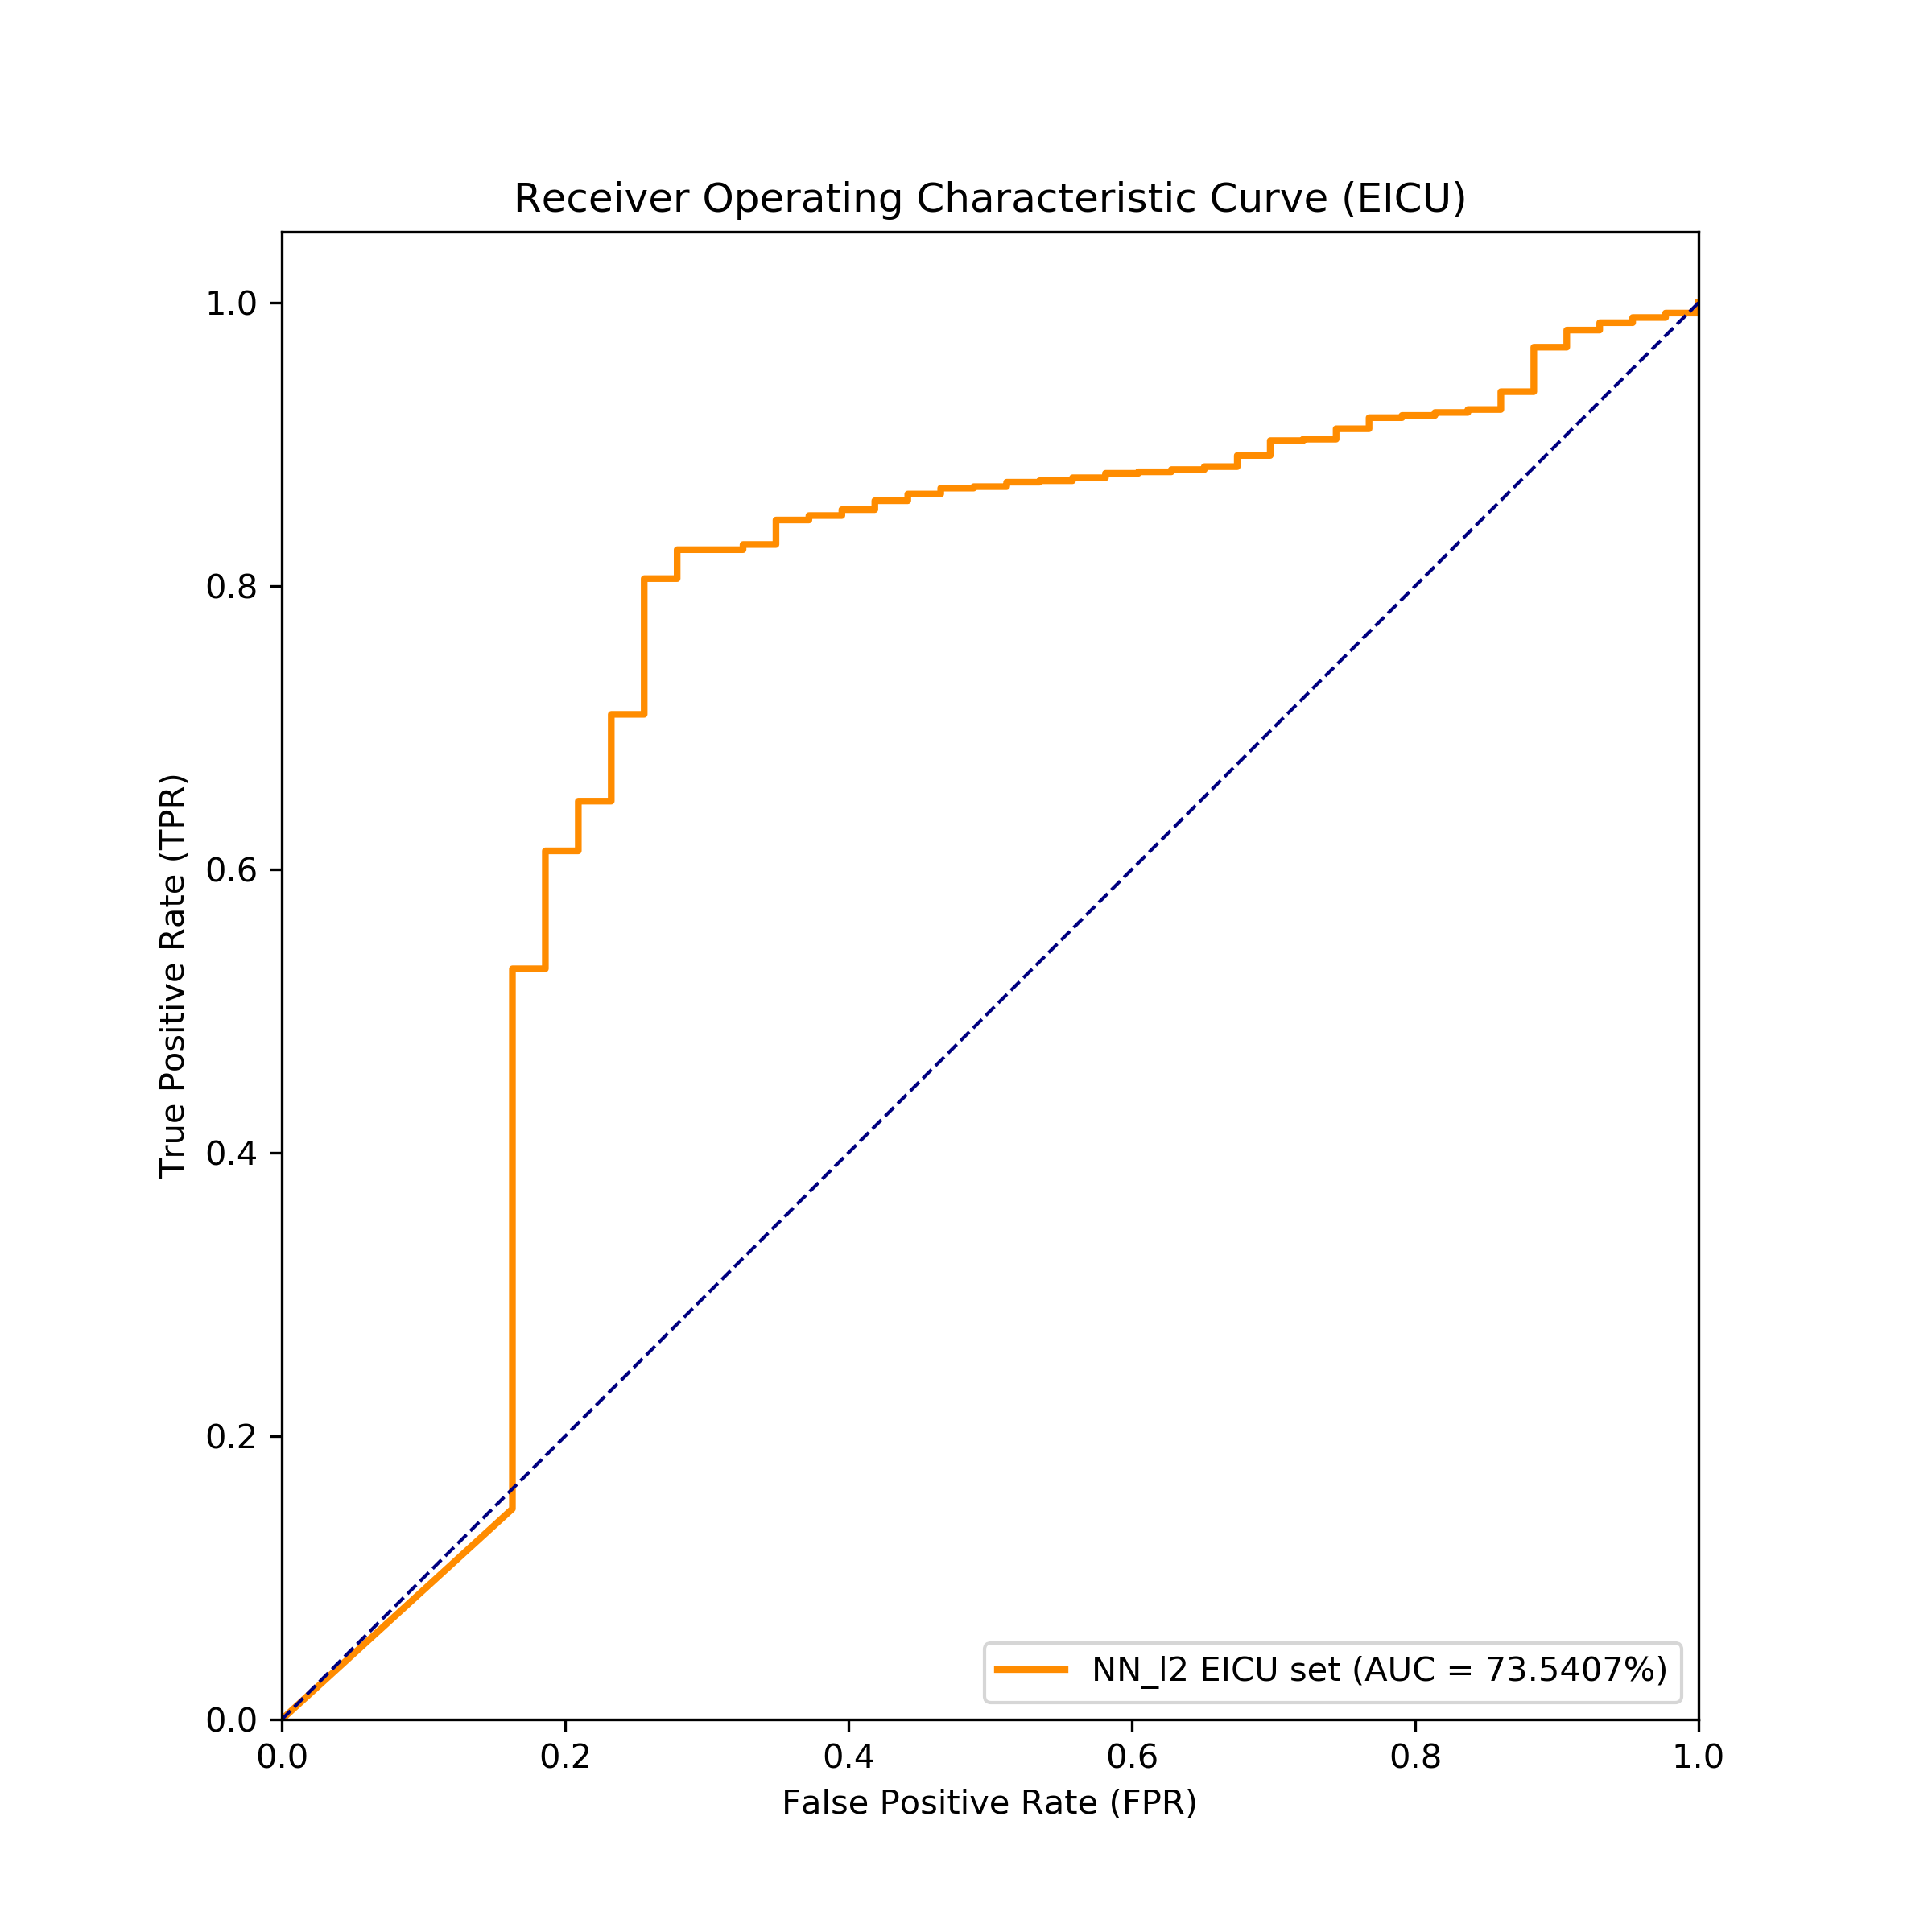 Receiver Operating Characteristic Curve (EICU)
1.0
0.8
0.6
0.4
0.2
0.0
True Positive Rate (TPR)
NN_l2 EICU set (AUC = 73.5407%)
0.0 0.2 0.4 0.6 0.8 1.0
False Positive Rate (FPR)